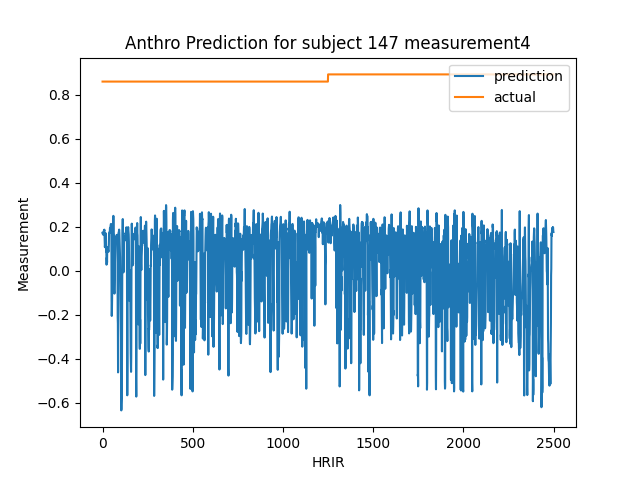 Anthro Prediction for subject 147 measurement4
prediction
actual
Measurement
0.8
0.6
0.4
0.2
0.0
−0.2
−0.4
−0.6
0
500
1000
1500
2000
2500
HRIR